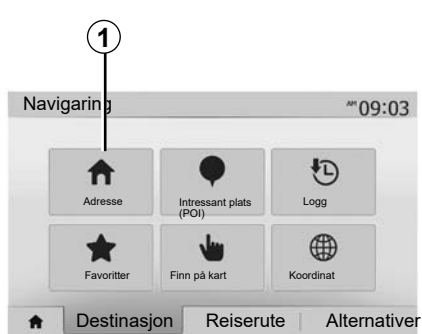 1
Navigaring AM 09:03
Adresse
Intressant plats
(POI)
Logg
Favoritter
Finn på kart
Koordinat
Destinasjon Reiserute Alternativer